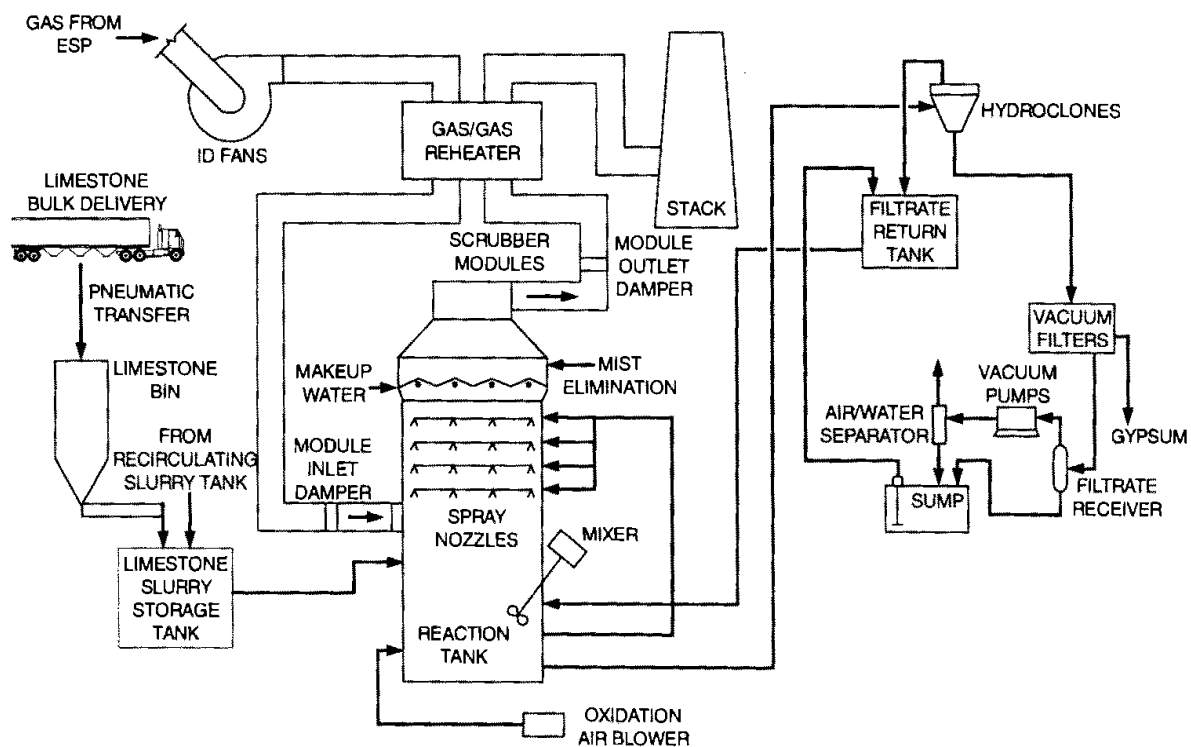 GAS FROM
ESP
ID FANS
GAS/GAS
REHEATER
STACK
HYDROCLONES
LIMESTONE
BULK DELIVERY
SCRUBBER
MODULES
MODULE
OUTLET
DAMPER
FILTRATE
RETURN
TANK
PNEUMATIC
TRANSFER
VACUUM
FILTERS
LIMESTONE
BIN
MAKEUP
WATER
MIST
ELIMINATION
VACUUM
PUMPS
AIR/WATER
SEPARATOR
GYPSUM
FROM
RECIRCULATING
SLURRY TANK
MODULE
INLET
DAMPER
SPRAY
NOZZLES
MIXER
SUMP
FILTRATE
RECEIVER
LIMESTONE
SLURRY
STORAGE
TANK
REACTION
TANK
OXIDATION
AIR BLOWER